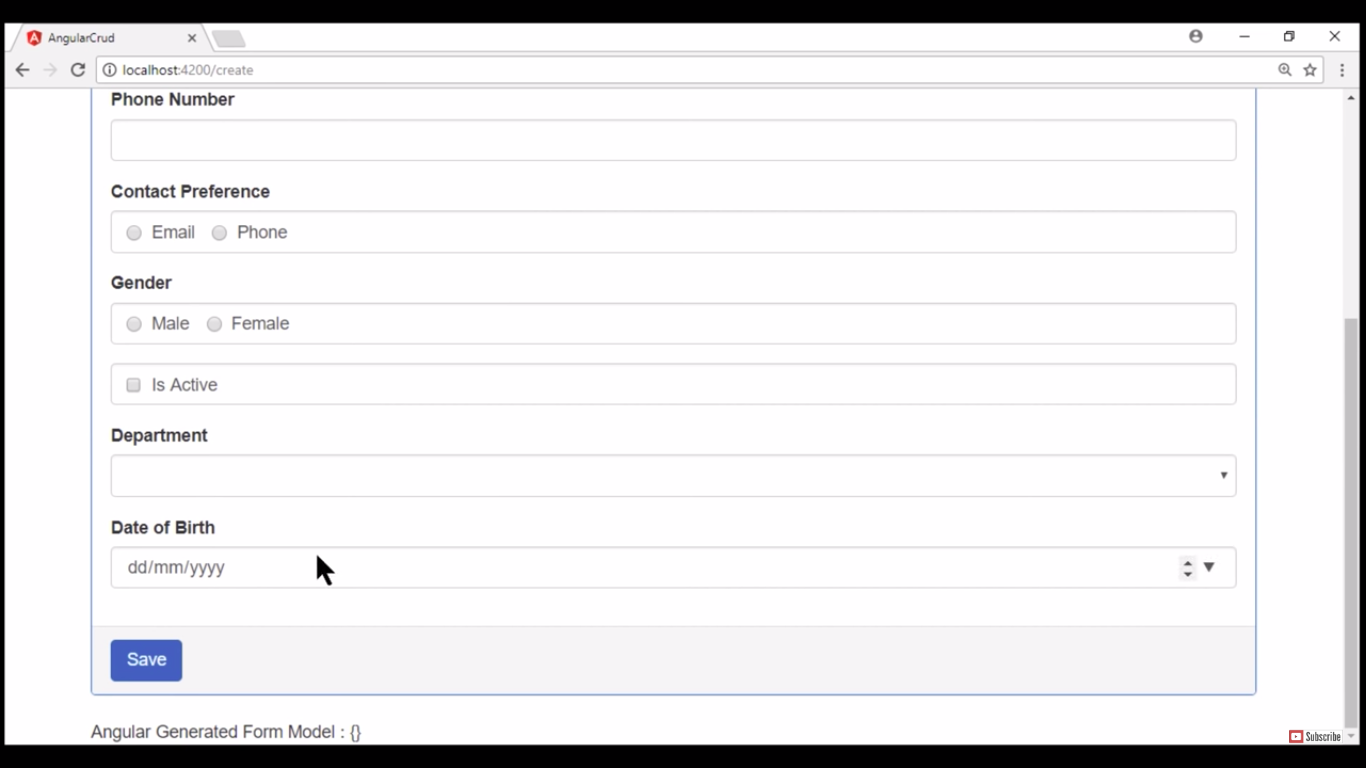 AngularCrud
localhost:4200/create
Phone Number
Contact Preference
Email Phone
Gender
Male Female
Is Active
Department
Date of Birth
dd/mm/yyyy
Save
Angular Generated Form Model : {}
Subscribe